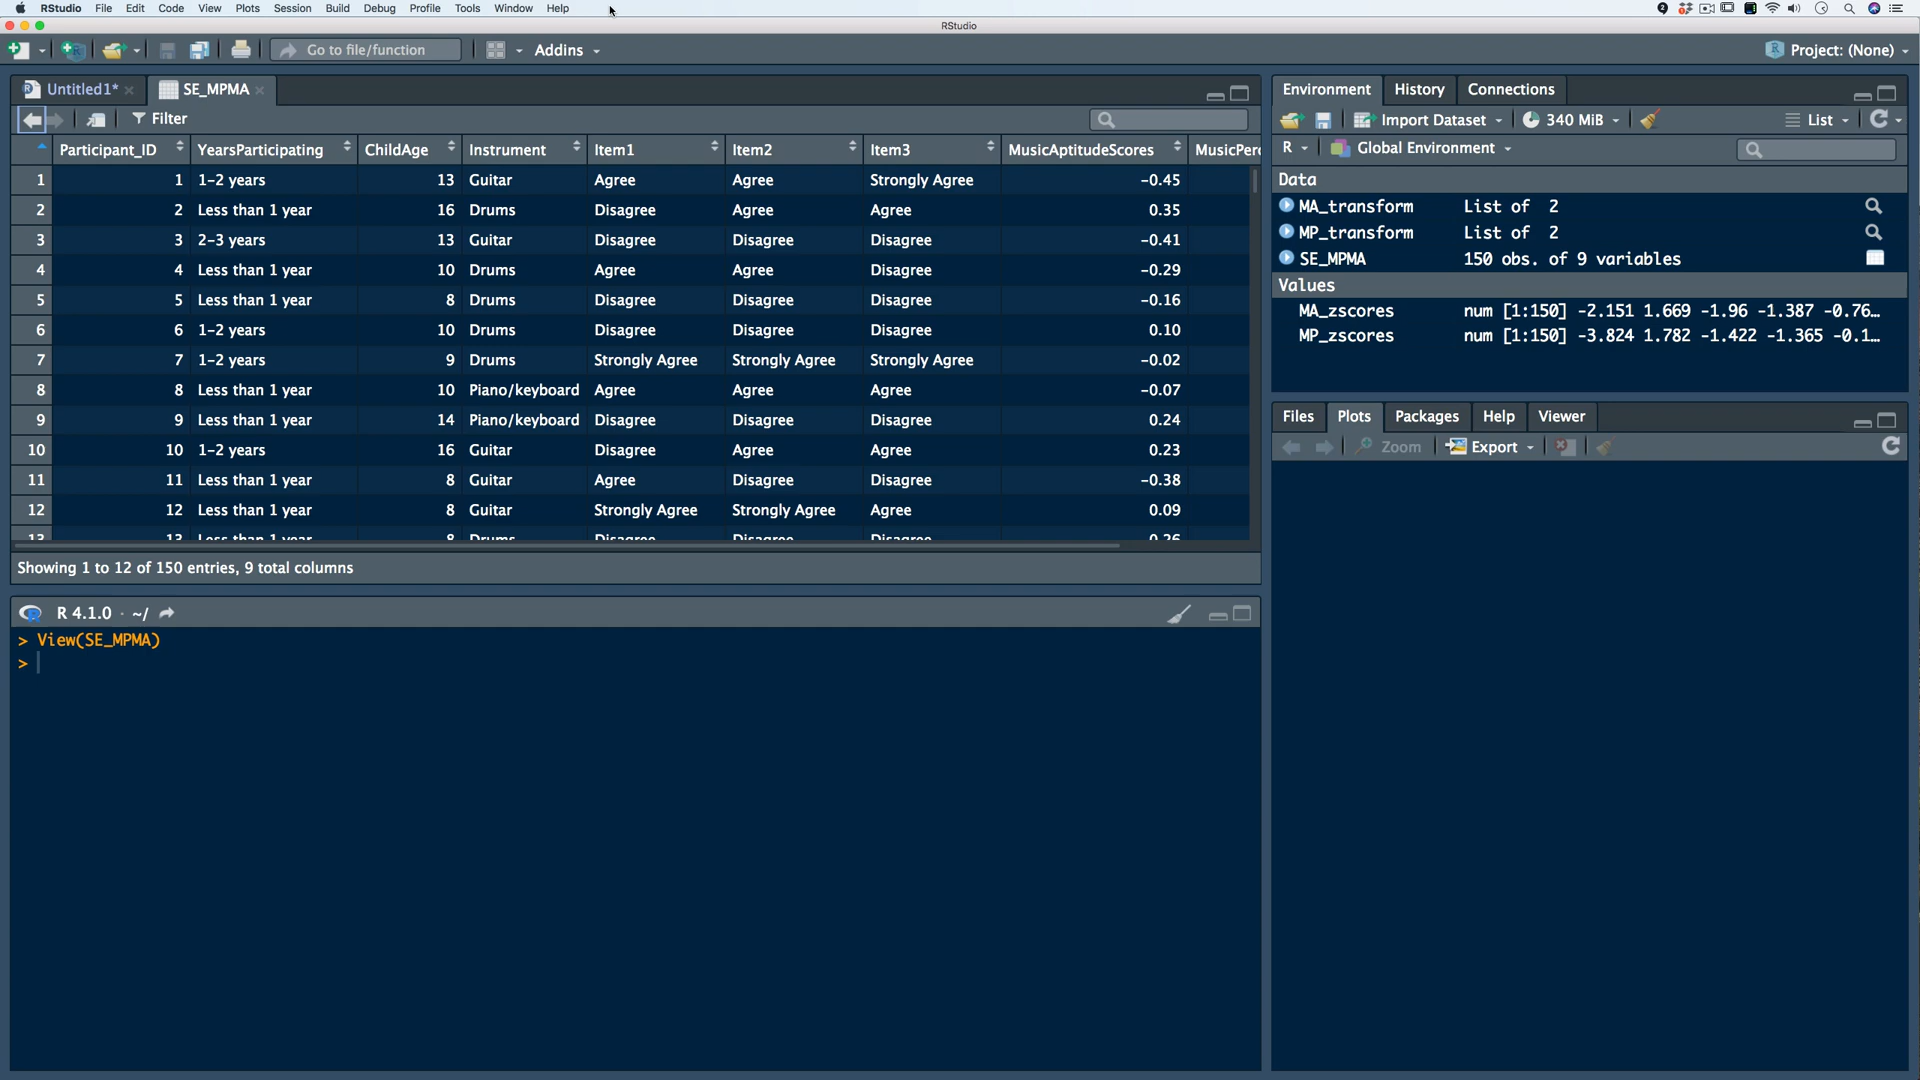 RStudio File Edit Code View Plots Session Build Debug Profile Tools Window Help
RStudio
Go to file/function Addins Project: (None)
Untitled1* SE_MPMA
Filter
Participant_ID YearsParticipating ChildAge Instrument Item1 Item2 Item3 MusicAptitudeScores MusicPerc
1 1 1-2 years 13 Guitar Agree Agree Strongly Agree -0.45
2 2 Less than 1 year 16 Drums Disagree Agree Agree 0.35
3 3 2-3 years 13 Guitar Disagree Disagree Disagree -0.41
4 4 Less than 1 year 10 Drums Agree Agree Disagree -0.29
5 5 Less than 1 year 8 Drums Disagree Disagree Disagree -0.16
6 6 1-2 years 10 Drums Disagree Disagree Disagree 0.10
7 7 1-2 years 9 Drums Strongly Agree Strongly Agree Strongly Agree -0.02
8 8 Less than 1 year 10 Piano/keyboard Agree Agree Agree -0.07
9 9 Less than 1 year 14 Piano/keyboard Disagree Disagree Disagree 0.24
10 10 1-2 years 16 Guitar Disagree Agree Agree 0.23
11 11 Less than 1 year 8 Guitar Agree Disagree Disagree -0.38
12 12 Less than 1 year 8 Guitar Strongly Agree Strongly Agree Agree 0.09
13 13 Less than 1 year 8 Drums Disagree Disagree Disagree 0.26
Showing 1 to 12 of 150 entries, 9 total columns
R 4.1.0 · ~/
> View(SE_MPMA)
>
Environment History Connections
Import Dataset 340 MiB List
R Global Environment
Data
MA_transform List of 2
MP_transform List of 2
SE_MPMA 150 obs. of 9 variables
Values
MA_zscores num [1:150] -2.151 1.669 -1.96 -1.387 -0.76…
MP_zscores num [1:150] -3.824 1.782 -1.422 -1.365 -0.1…
Files Plots Packages Help Viewer
Zoom Export